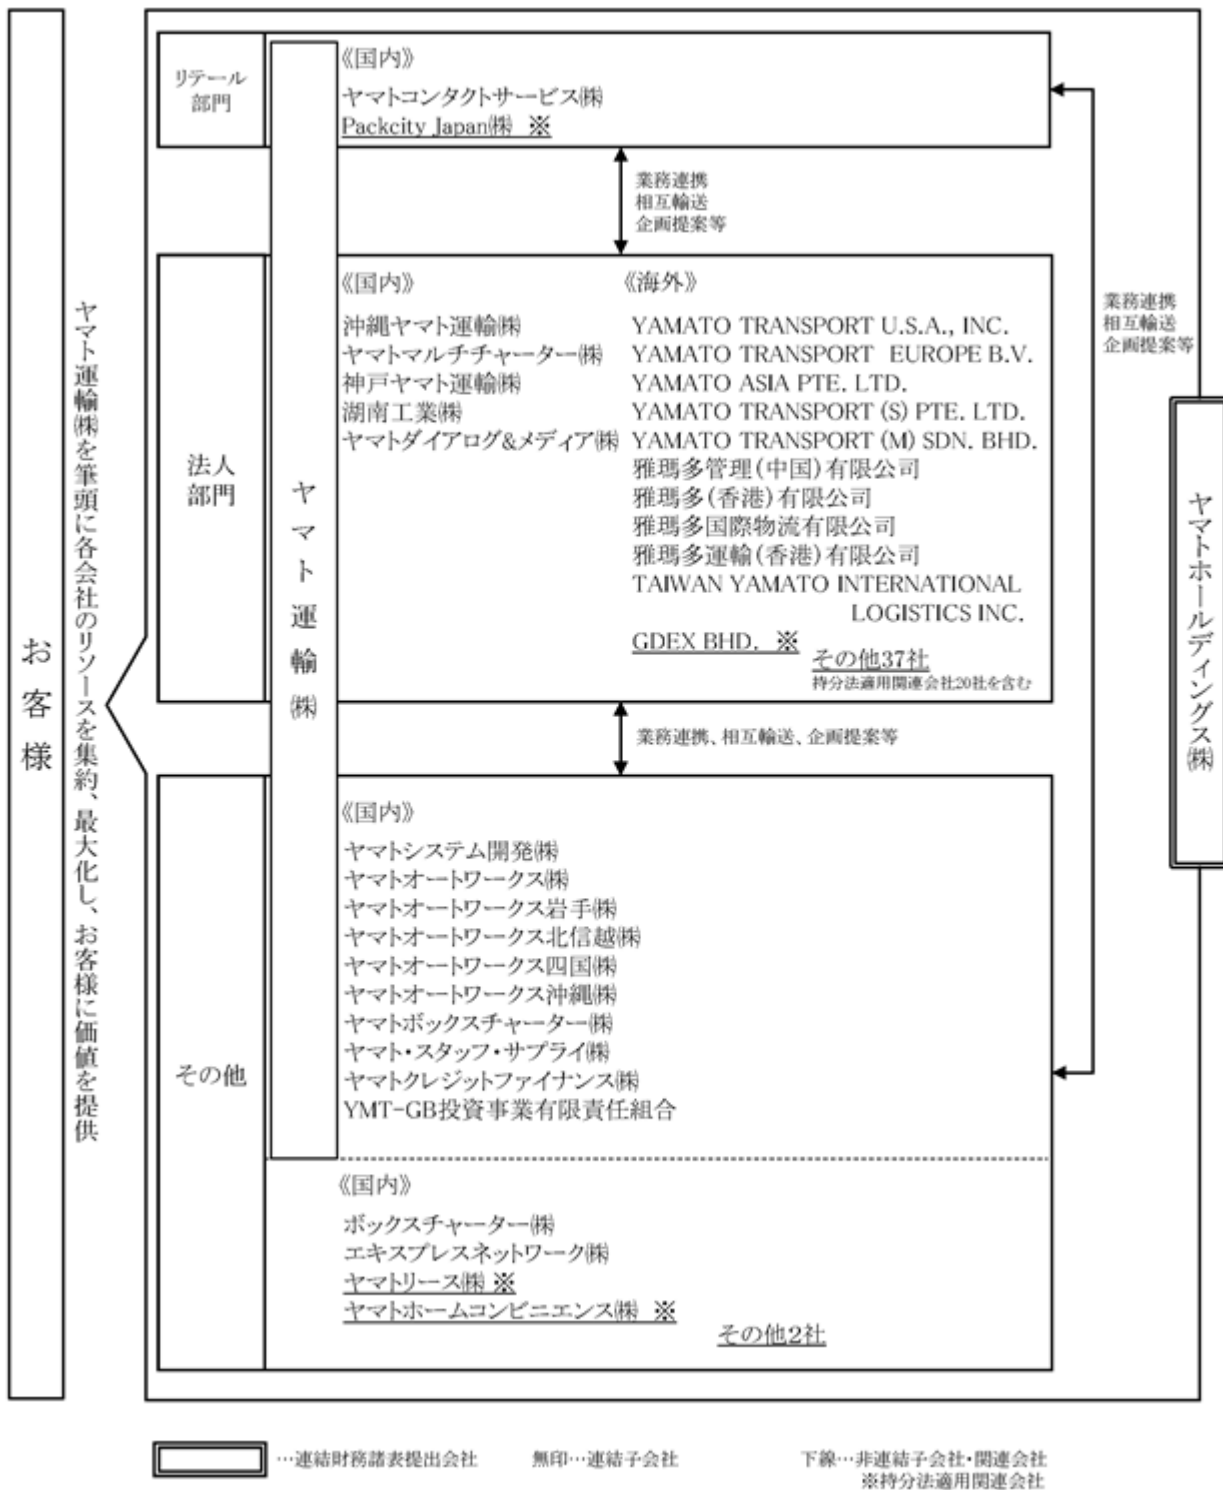 お客様
ヤマト運輸㈱を筆頭に各会社のリソースを集約、最大化し、お客様に価値を提供
リテール
部門
ヤマト運輸㈱
《国内》
ヤマトコンタクトサービス㈱
Packcity Japan㈱ ※
業務連携
相互輸送
企画提案等
法人
部門
《国内》
沖縄ヤマト運輸㈱
ヤマトマルチチャーター㈱
神戸ヤマト運輸㈱
湖南工業㈱
ヤマトダイアログ&メディア㈱
《海外》
YAMATO TRANSPORT U.S.A., INC.
YAMATO TRANSPORT EUROPE B.V.
YAMATO ASIA PTE. LTD.
YAMATO TRANSPORT (S) PTE. LTD.
YAMATO TRANSPORT (M) SDN. BHD.
雅瑪多管理(中国)有限公司
雅瑪多(香港)有限公司
雅瑪多国際物流有限公司
雅瑪多運輸(香港)有限公司
TAIWAN YAMATO INTERNATIONAL
LOGISTICS INC.
GDEX BHD. ※
その他37社
持分法適用関連会社20社を含む
業務連携、相互輸送、企画提案等
その他
《国内》
ヤマトシステム開発㈱
ヤマトオートワークス㈱
ヤマトオートワークス岩手㈱
ヤマトオートワークス北信越㈱
ヤマトオートワークス四国㈱
ヤマトオートワークス沖縄㈱
ヤマトボックスチャーター㈱
ヤマト・スタッフ・サプライ㈱
ヤマトクレジットファイナンス㈱
YMT-GB投資事業有限責任組合
《国内》
ボックスチャーター㈱
エキスプレスネットワーク㈱
ヤマトリース㈱ ※
ヤマトホームコンビニエンス㈱ ※
その他2社
業務連携
相互輸送
企画提案等
ヤマトホールディングス㈱
…連結財務諸表提出会社
無印…連結子会社
下線…非連結子会社・関連会社
※持分法適用関連会社